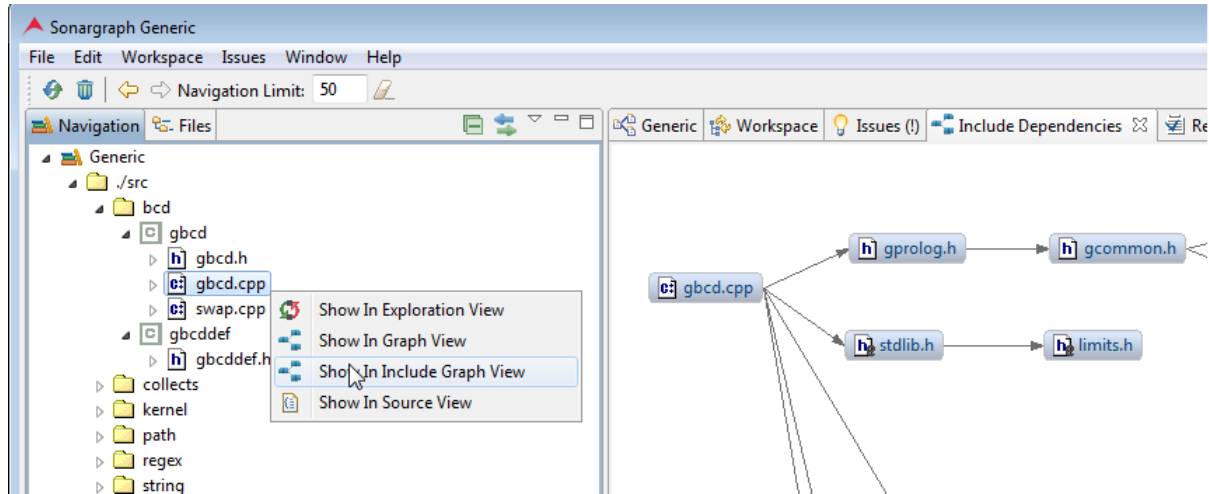 Sonargraph Generic
File Edit Workspace Issues Window Help
Navigation Limit: 50
Navigation Files
Generic Workspace Issues (!) Include Dependencies Re
Generic
./src
bcd
gbcd
gbcd.h
gbcd.cpp
swap.cpp
gbcddef
gbcddef.h
collects
kernel
path
regex
string
Show In Exploration View
Show In Graph View
Show In Include Graph View
Show In Source View
gprolog.h
gcommon.h
gbcd.cpp
stdlib.h
limits.h